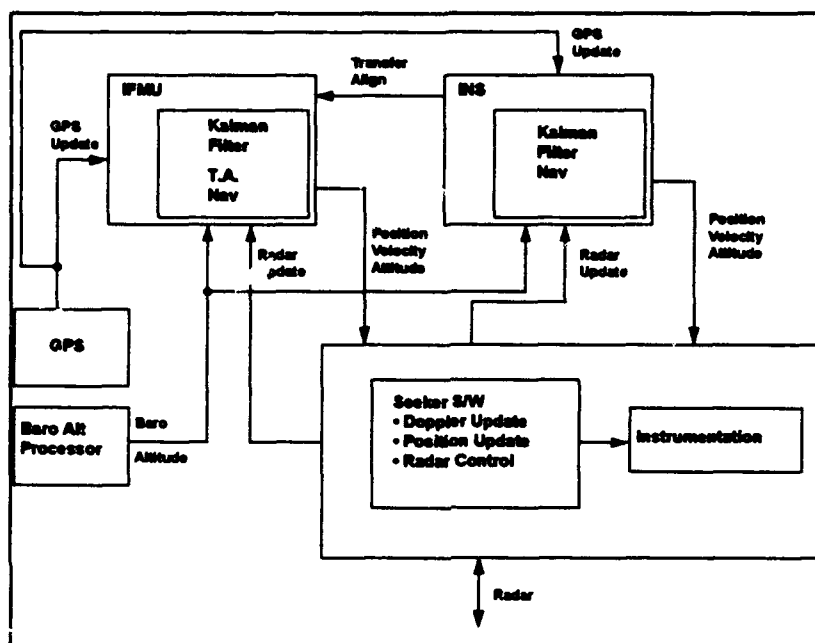 GPS
Update
Transfer
Align
IFMU
INS
Kalman
Filter
T.A.
Nav
Kalman
Filter
Nav
GPS
Update
Position
Velocity
Altitude
Radar
Update
Position
Velocity
Altitude
Radar
GPS
Baro Alt
Processor
Baro
Altitude
Seeker S/W
• Doppler Update
• Position Update
• Radar Control
Instrumentation
Radar